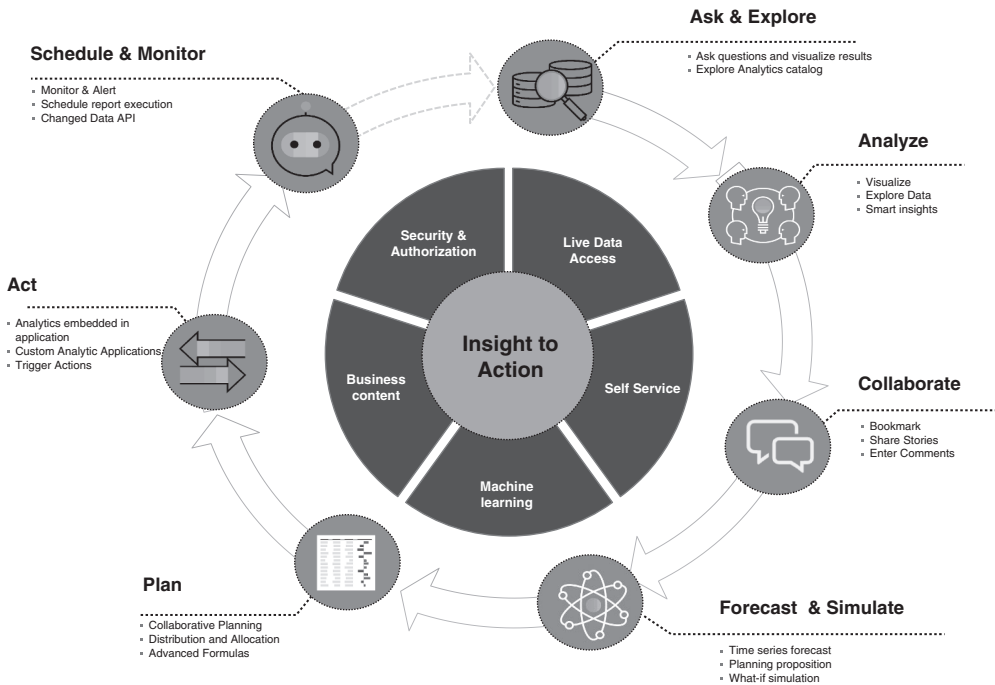 Ask & Explore
▪ Ask questions and visualize results
▪ Explore Analytics catalog
Schedule & Monitor
▪ Monitor & Alert
▪ Schedule report execution
▪ Changed Data API
Analyze
▪ Visualize
▪ Explore Data
▪ Smart insights
Security &
Authorization
Live Data
Access
Act
▪ Analytics embedded in
application
▪ Custom Analytic Applications
▪ Trigger Actions
Insight to
Action
Business
content
Self Service
Machine
learning
Collaborate
▪ Bookmark
▪ Share Stories
▪ Enter Comments
Plan
▪ Collaborative Planning
▪ Distribution and Allocation
▪ Advanced Formulas
Forecast & Simulate
▪ Time series forecast
▪ Planning proposition
▪ What-if simulation